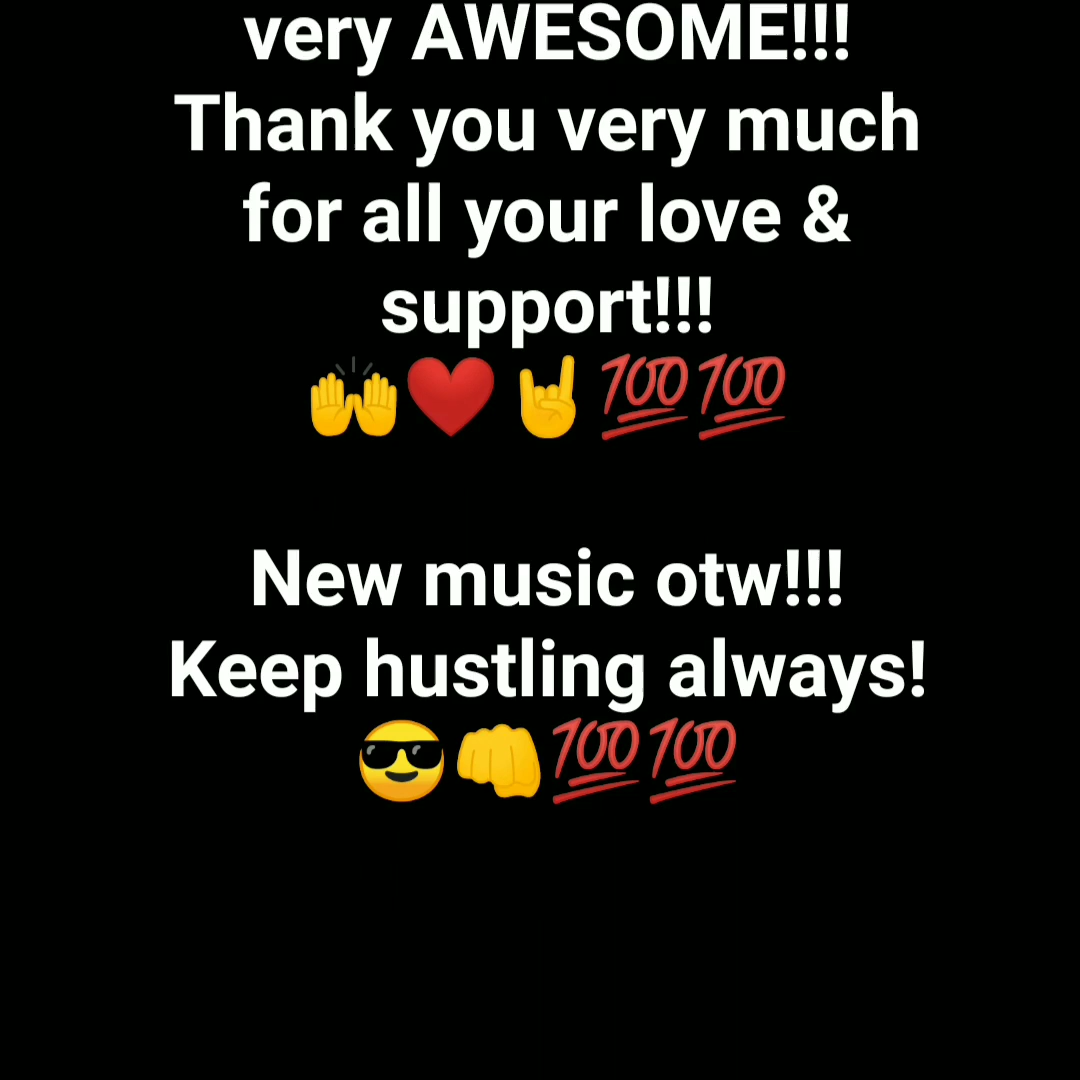 very AWESOME!!!
Thank you very much
for all your love &
support!!!
🙌❤️🤘💯💯
New music otw!!!
Keep hustling always!
😎👊💯💯